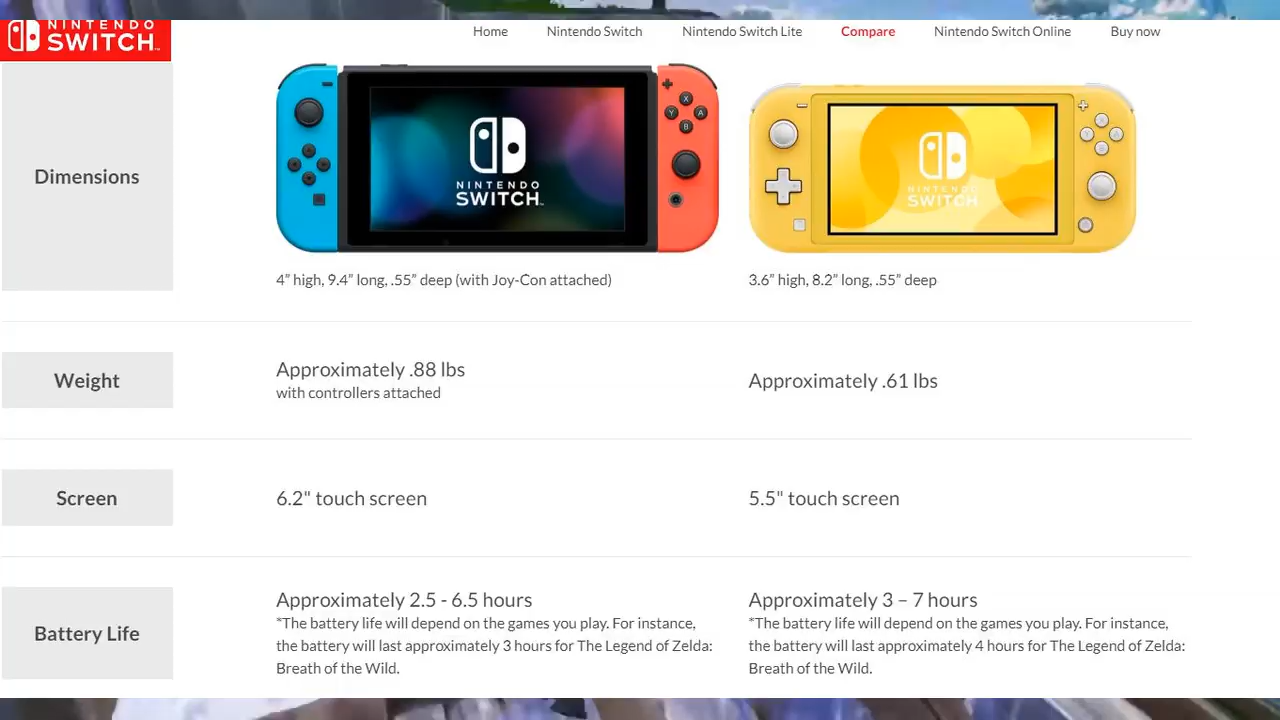 NINTENDO
SWITCH™
Home Nintendo Switch Nintendo Switch Lite Compare Nintendo Switch Online Buy now
Dimensions
NINTENDO
SWITCH™
X
Y A
B
NINTENDO
SWITCH
X
Y A
B
4” high, 9.4” long, .55” deep (with Joy-Con attached)
3.6” high, 8.2” long, .55” deep
Weight
Approximately .88 lbs
with controllers attached
Approximately .61 lbs
Screen
6.2" touch screen
5.5" touch screen
Battery Life
Approximately 2.5 - 6.5 hours
*The battery life will depend on the games you play. For instance,
the battery will last approximately 3 hours for The Legend of Zelda:
Breath of the Wild.
Approximately 3 – 7 hours
*The battery life will depend on the games you play. For instance,
the battery will last approximately 4 hours for The Legend of Zelda:
Breath of the Wild.